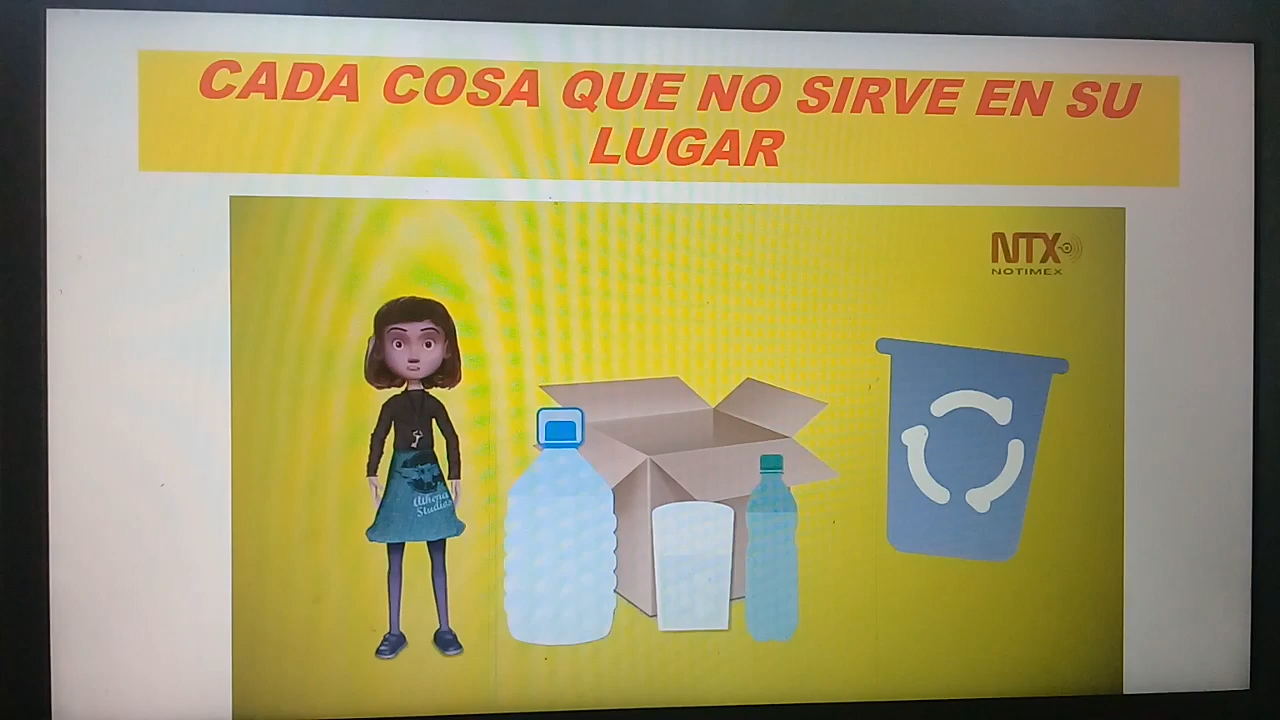 CADA COSA QUE NO SIRVE EN SU
LUGAR
NTX
NOTIMEX
Athena
Studios